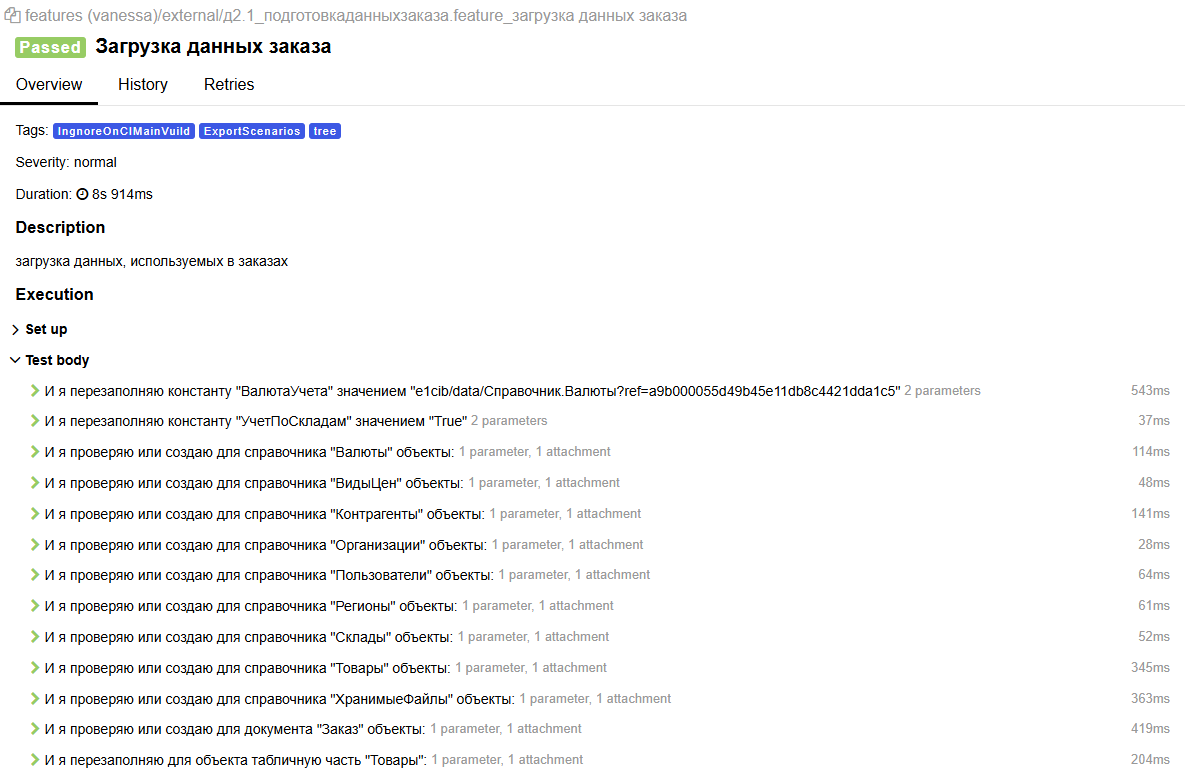 features (vanessa)/external/д2.1_подготовкаданныхзаказа.feature_загрузка данных заказа
Passed Загрузка данных заказа
Overview History Retries
Tags: IngnoreOnCIMainVuild ExportScenarios tree
Severity: normal
Duration: 8s 914ms
Description
загрузка данных, используемых в заказах
Execution
Set up
Test body
И я перезаполняю константу "ВалютаУчета" значением "e1cib/data/Справочник.Валюты?ref=a9b000055d49b45e11db8c4421dda1c5" 2 parameters 543ms
И я перезаполняю константу "УчетПоСкладам" значением "True" 2 parameters 37ms
И я проверяю или создаю для справочника "Валюты" объекты: 1 parameter, 1 attachment 114ms
И я проверяю или создаю для справочника "ВидыЦен" объекты: 1 parameter, 1 attachment 48ms
И я проверяю или создаю для справочника "Контрагенты" объекты: 1 parameter, 1 attachment 141ms
И я проверяю или создаю для справочника "Организации" объекты: 1 parameter, 1 attachment 28ms
И я проверяю или создаю для справочника "Пользователи" объекты: 1 parameter, 1 attachment 64ms
И я проверяю или создаю для справочника "Регионы" объекты: 1 parameter, 1 attachment 61ms
И я проверяю или создаю для справочника "Склады" объекты: 1 parameter, 1 attachment 52ms
И я проверяю или создаю для справочника "Товары" объекты: 1 parameter, 1 attachment 345ms
И я проверяю или создаю для справочника "ХранимыеФайлы" объекты: 1 parameter, 1 attachment 363ms
И я проверяю или создаю для документа "Заказ" объекты: 1 parameter, 1 attachment 419ms
И я перезаполняю для объекта табличную часть "Товары": 1 parameter, 1 attachment 204ms